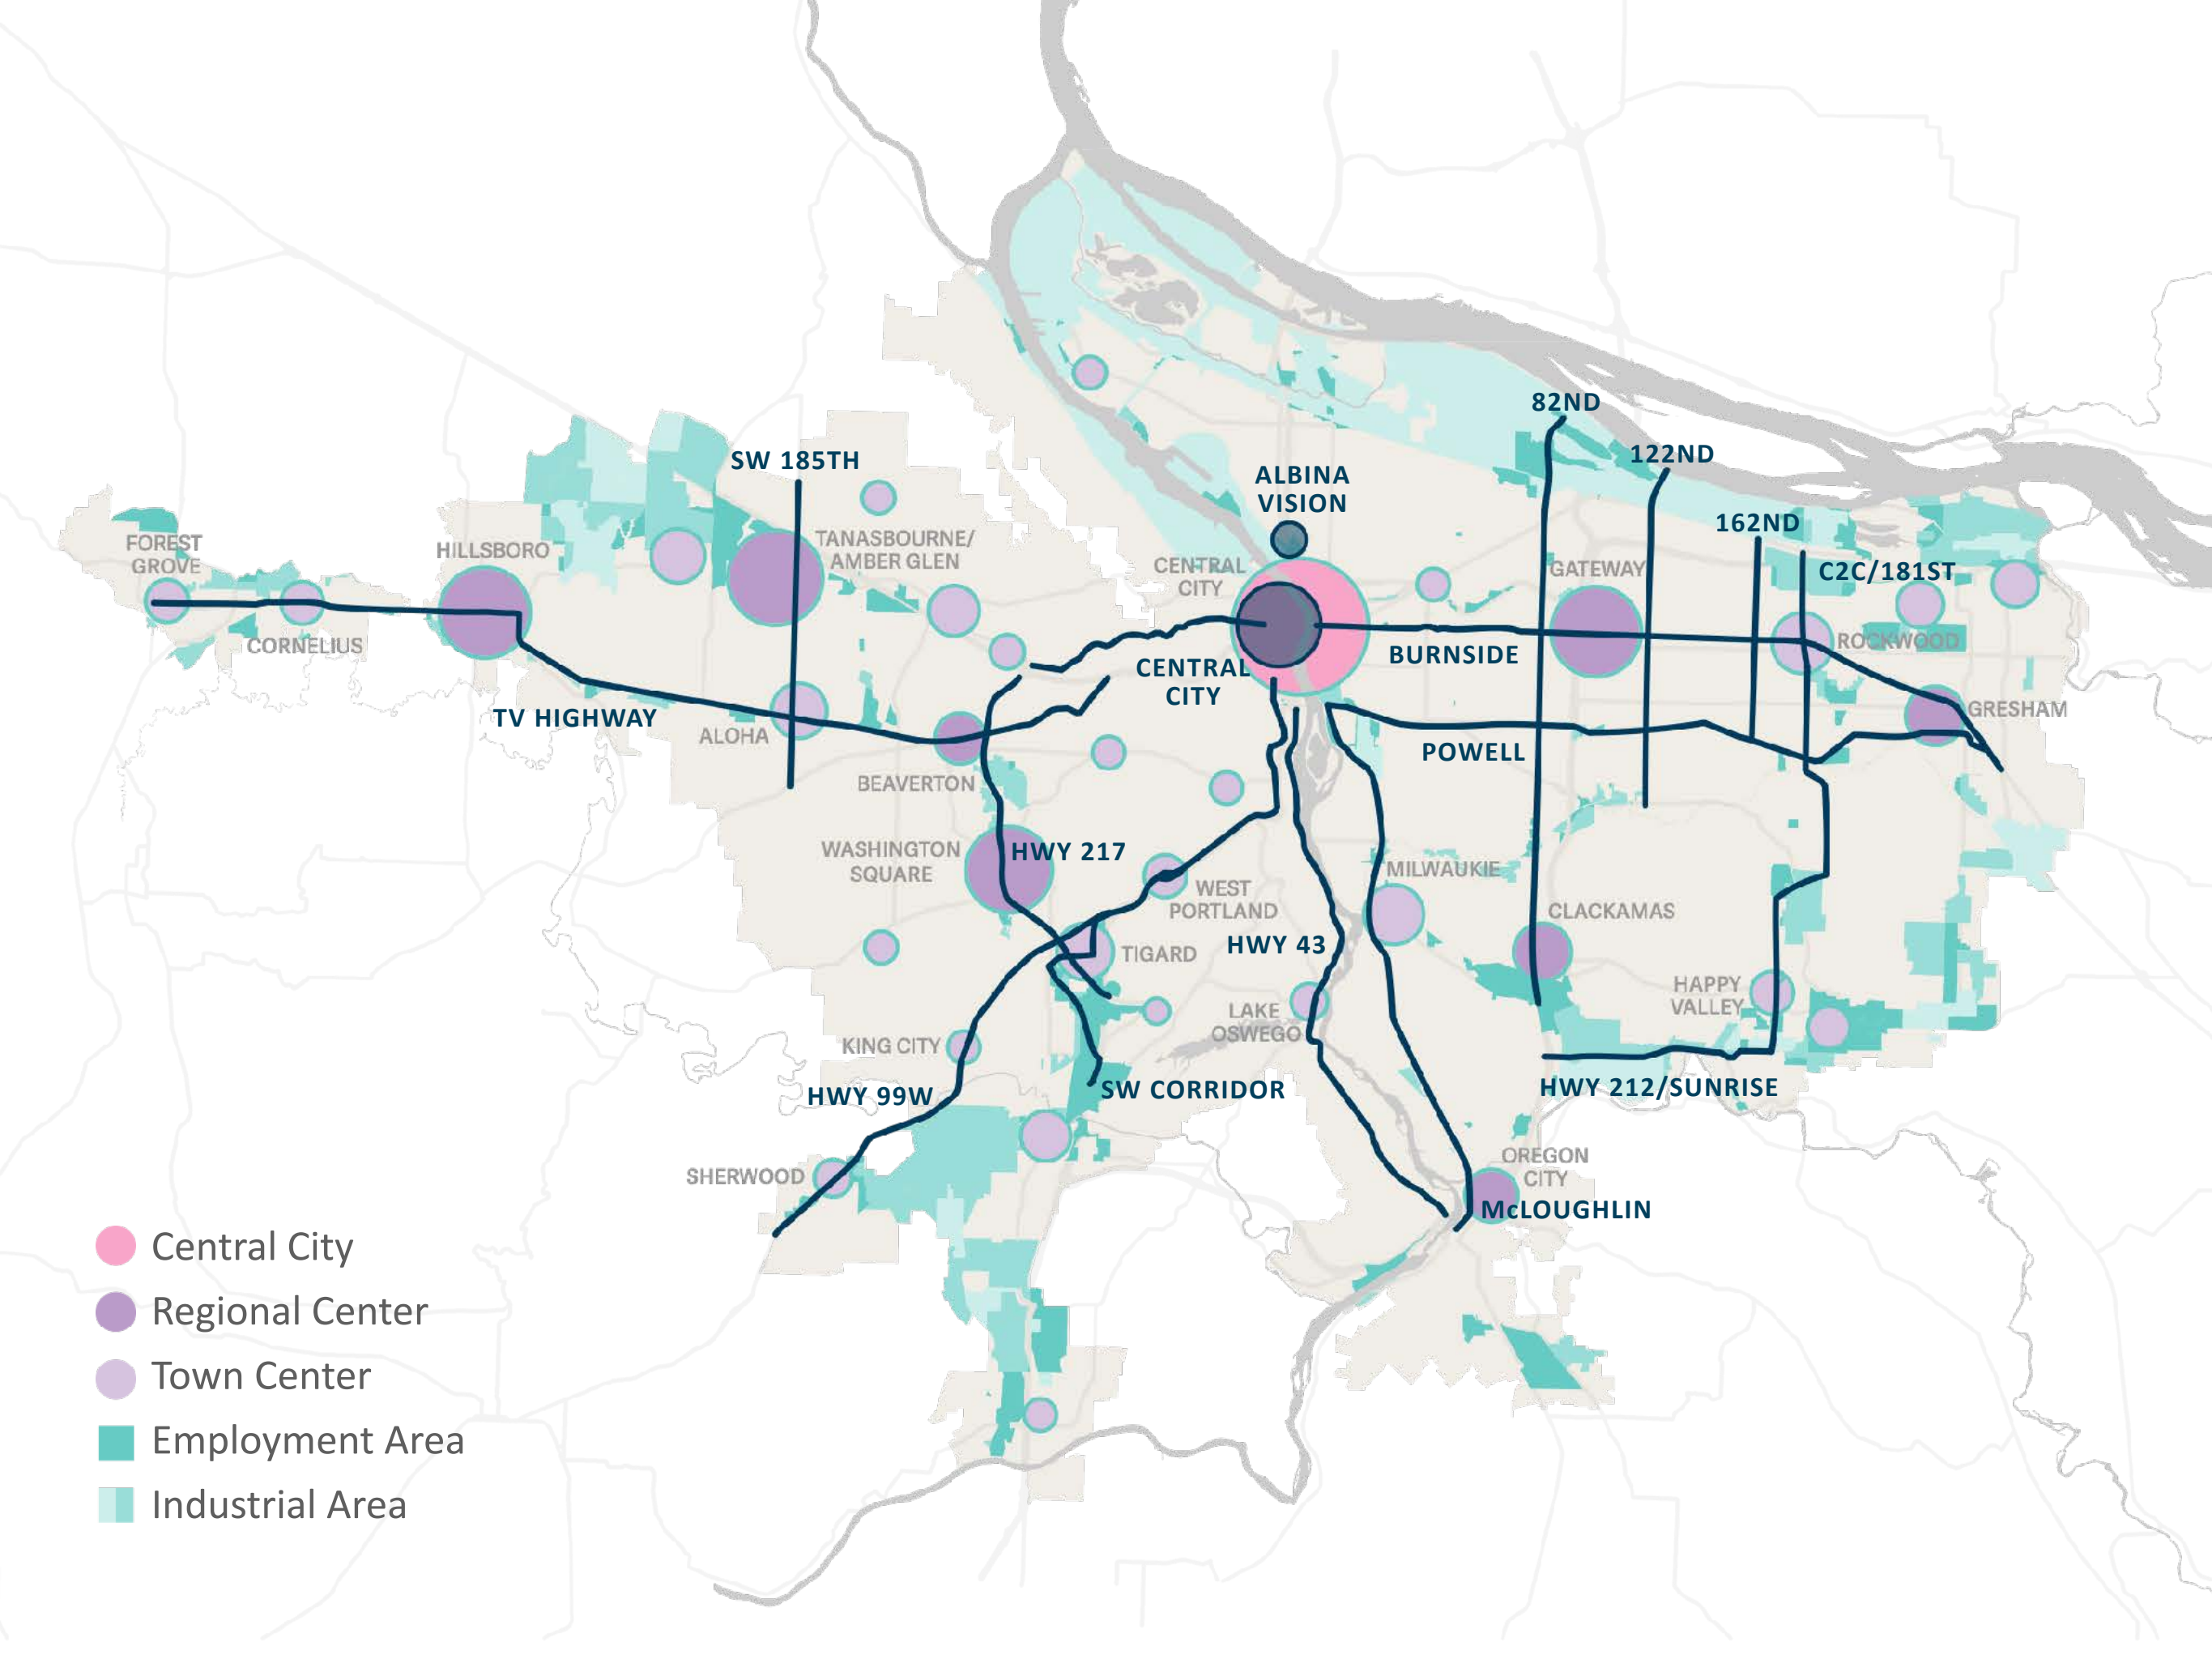 82ND
122ND
SW 185TH
ALBINA
VISION
162ND
FOREST
GROVE
HILLSBORO
TANASBOURNE/
AMBER GLEN
CENTRAL
CITY
GATEWAY
C2C/181ST
CORNELIUS
ROCKWOOD
BURNSIDE
CENTRAL
CITY
TV HIGHWAY
ALOHA
GRESHAM
POWELL
BEAVERTON
WASHINGTON
SQUARE
HWY 217
MILWAUKIE
WEST
PORTLAND
CLACKAMAS
TIGARD
HWY 43
HAPPY
VALLEY
LAKE
OSWEGO
KING CITY
HWY 99W
SW CORRIDOR
HWY 212/SUNRISE
SHERWOOD
OREGON
CITY
McLOUGHLIN
Central City
Regional Center
Town Center
Employment Area
Industrial Area